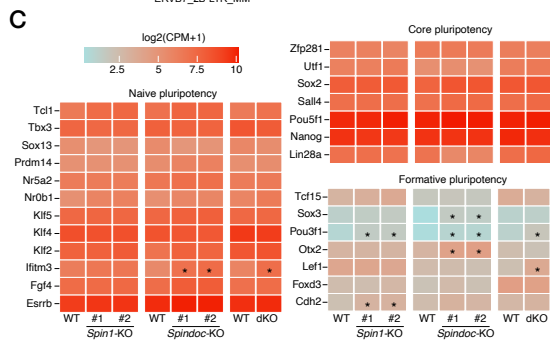 C
log2(CPM+1)
2.5 5 10
Naive pluripotency
Tcl1
Tbx3
Sox13
Prdm14
Nr5a2
Nr0b1
Klf5
Klf4
Klf2
Ifitm3
Fgf4
Esrrb
* * *
WT #1 #2 WT #1 #2 WT dKO
Spin1-KO Spindoc-KO
Core pluripotency
Zfp281
Utf1
Sox2
Sall4
Pou5f1
Nanog
Lin28a
Formative pluripotency
Tcf15
Sox3 * *
Pou3f1 * * * * *
Otx2 * *
Lef1 *
Foxd3
Cdh2 * *
WT #1 #2 WT #1 #2 WT dKO
Spin1-KO Spindoc-KO